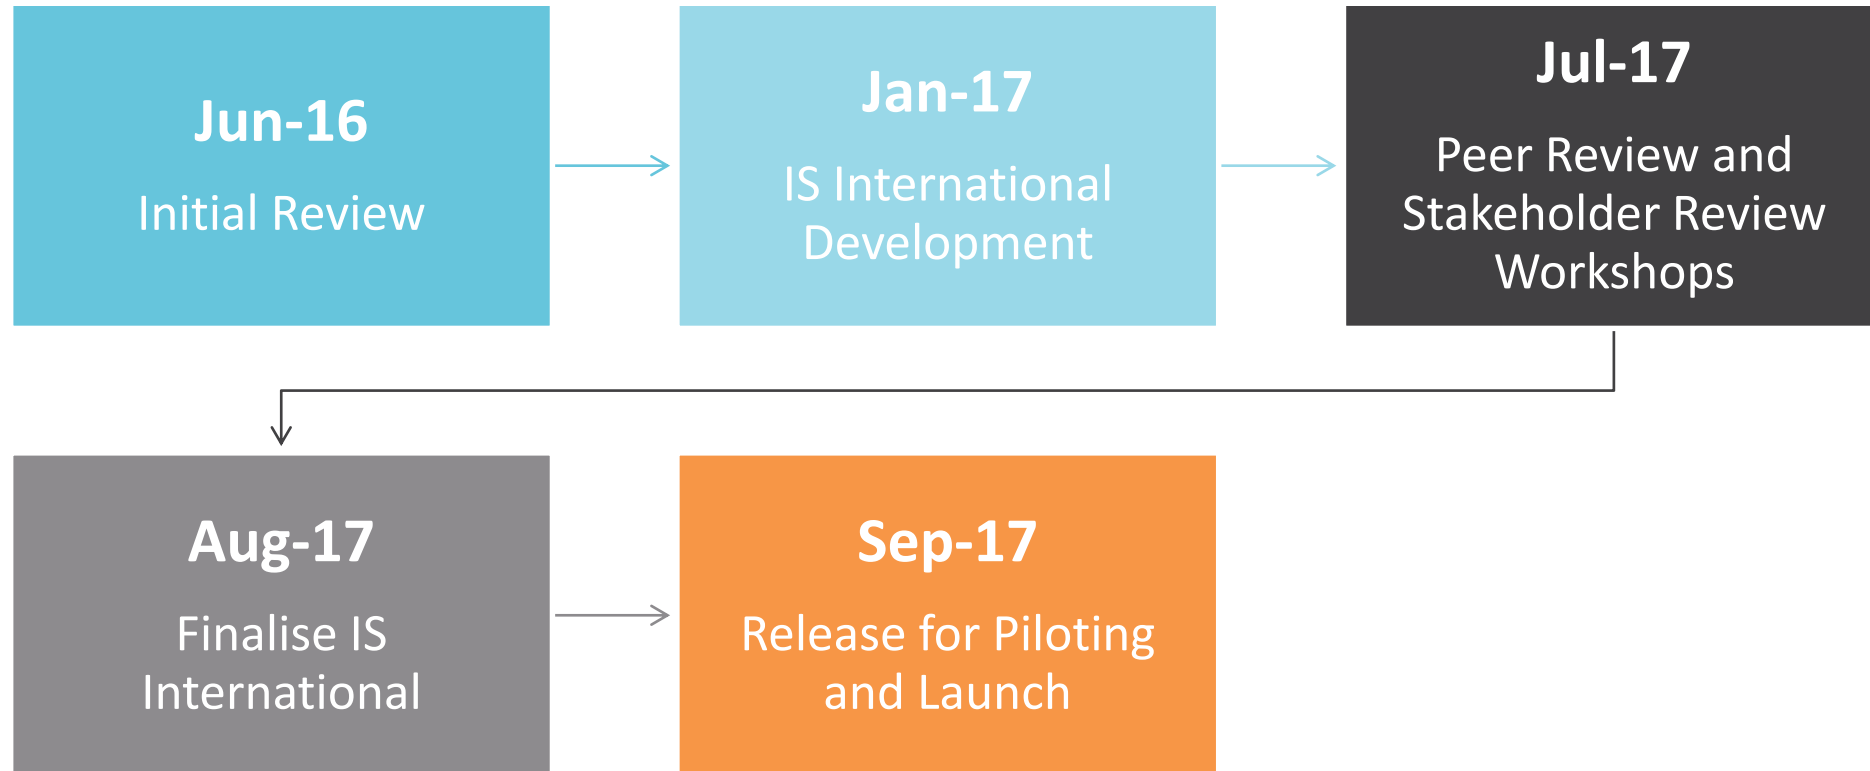 Jun-16
Initial Review
Jan-17
IS International
Development
Jul-17
Peer Review and
Stakeholder Review
Workshops
Aug-17
Finalise IS
International
Sep-17
Release for Piloting
and Launch